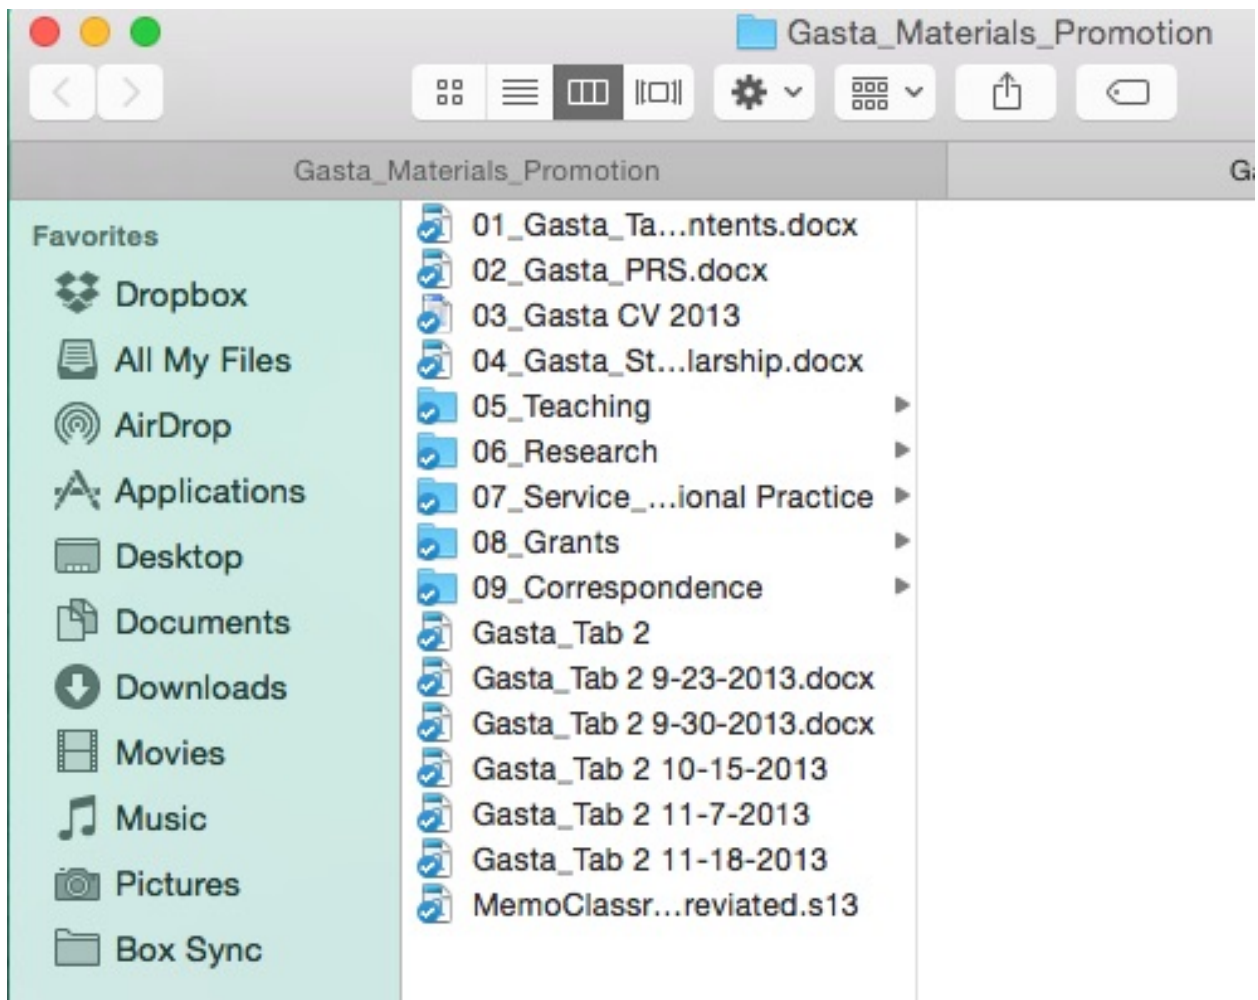 Gasta_Materials_Promotion
Gasta_Materials_Promotion
Ga
Favorites
Dropbox
All My Files
AirDrop
Applications
Desktop
Documents
Downloads
Movies
Music
Pictures
Box Sync
01_Gasta_Ta...ntents.docx
02_Gasta_PRS.docx
03_Gasta CV 2013
04_Gasta_St...larship.docx
05_Teaching
06_Research
07_Service_...ional Practice
08_Grants
09_Correspondence
Gasta_Tab 2
Gasta_Tab 2 9-23-2013.docx
Gasta_Tab 2 9-30-2013.docx
Gasta_Tab 2 10-15-2013
Gasta_Tab 2 11-7-2013
Gasta_Tab 2 11-18-2013
MemoClassr...reviated.s13